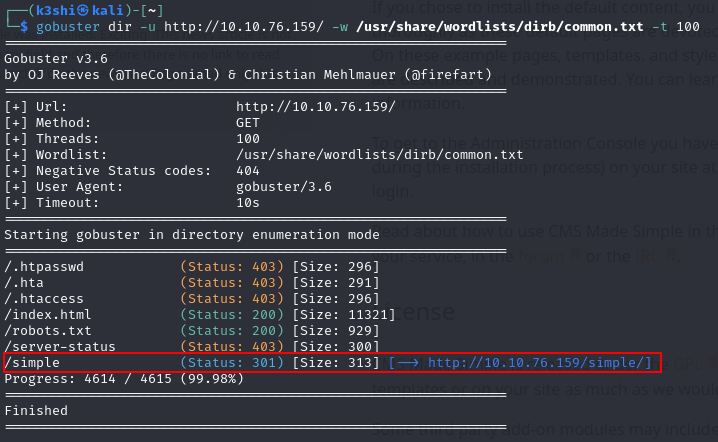 ┌──(k3shi㉿kali)-[~]
└─$ gobuster dir -u http://10.10.76.159/ -w /usr/share/wordlists/dirb/common.txt -t 100
===============================================================
Gobuster v3.6
by OJ Reeves (@TheColonial) & Christian Mehlmauer (@firefart)
===============================================================
[+] Url: http://10.10.76.159/
[+] Method: GET
[+] Threads: 100
[+] Wordlist: /usr/share/wordlists/dirb/common.txt
[+] Negative Status codes: 404
[+] User Agent: gobuster/3.6
[+] Timeout: 10s
===============================================================
Starting gobuster in directory enumeration mode
===============================================================
/.htpasswd (Status: 403) [Size: 296]
/.hta (Status: 403) [Size: 291]
/.htaccess (Status: 403) [Size: 296]
/index.html (Status: 200) [Size: 11321]
/robots.txt (Status: 200) [Size: 929]
/server-status (Status: 403) [Size: 300]
/simple (Status: 301) [Size: 313] [--> http://10.10.76.159/simple/]
Progress: 4614 / 4615 (99.98%)
===============================================================
Finished
===============================================================
If you chose to install the default content, you
On these example pages, templates, and style
and demonstrated. You can lear
information.
To get to the Administration Console you have
during the installation process) on your site at
login.
Read about how to use CMS Made Simple in th
your service, in the forum or the IRC
License
templates or on your site as much as we would
Some third party add-on modules may include